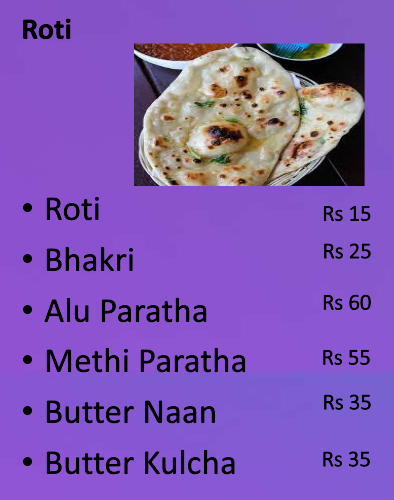 Roti
• Roti Rs 15
• Bhakri Rs 25
• Alu Paratha Rs 60
• Methi Paratha Rs 55
• Butter Naan Rs 35
• Butter Kulcha Rs 35